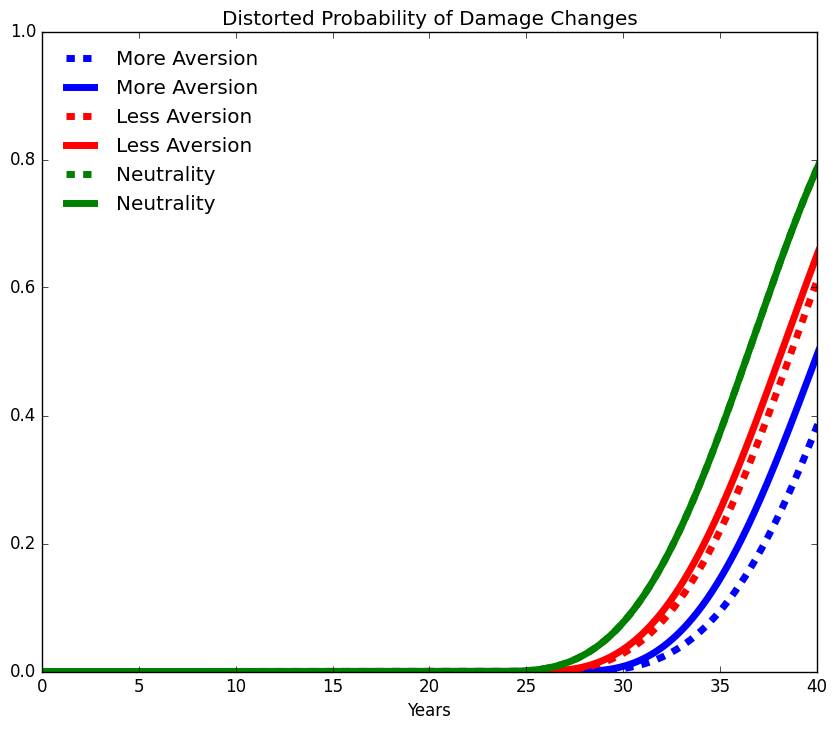 Distorted Probability of Damage Changes
1.0
0.8
0.6
0.4
0.2
0.0
More Aversion
More Aversion
Less Aversion
Less Aversion
Neutrality
Neutrality
0 5 10 15 20 25 30 35 40
Years